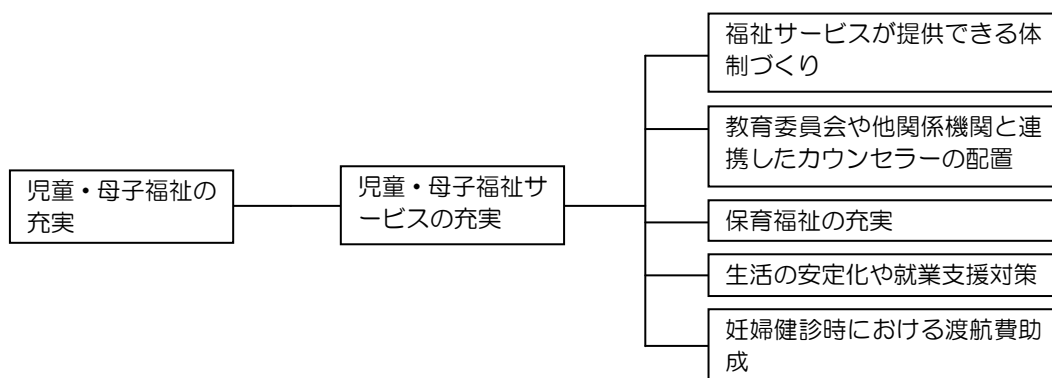 児童・母子福祉の
充実
児童・母子福祉サ
ービスの充実
福祉サービスが提供できる体
制づくり
教育委員会や他関係機関と連
携したカウンセラーの配置
保育福祉の充実
生活の安定化や就業支援対策
妊婦健診時における渡航費助
成